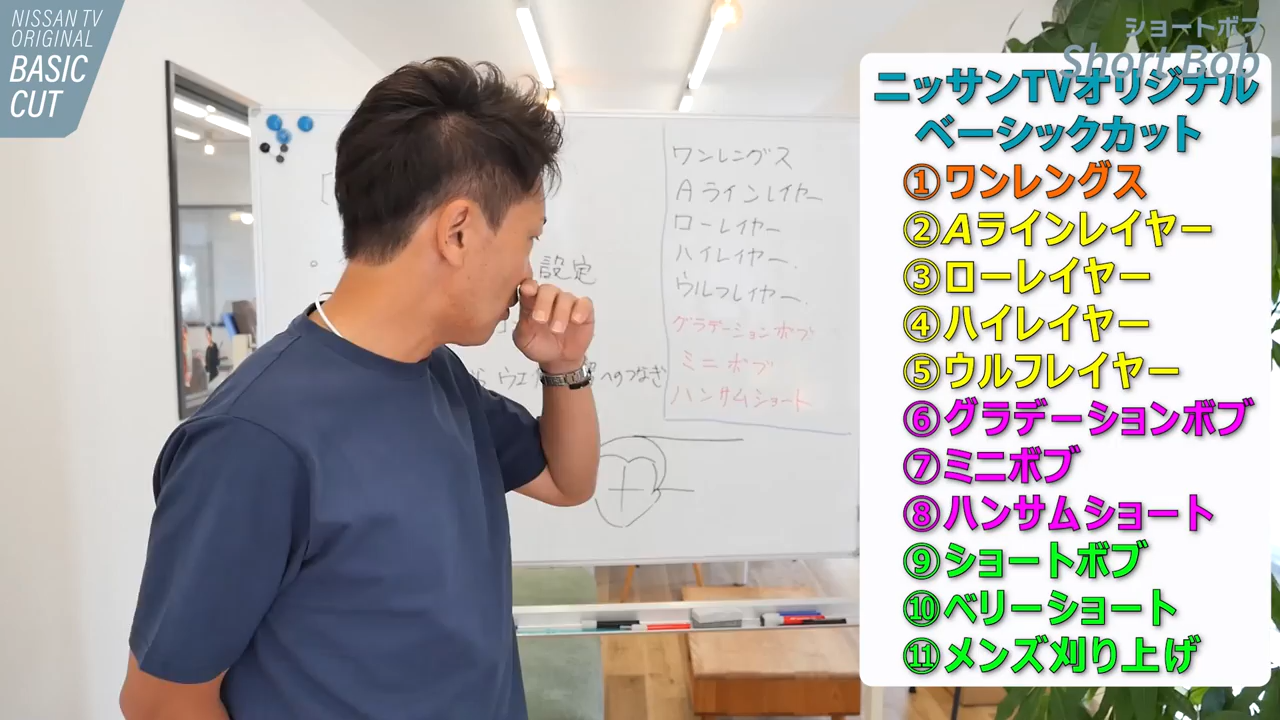 NISSAN TV
ORIGINAL
BASIC
CUT
ショートボブ
Short Bob
ニッサンTVオリジナル
ベーシックカット
①ワンレングス
②Aラインレイヤー
③ローレイヤー
④ハイレイヤー
⑤ウルフレイヤー
⑥グラデーションボブ
⑦ミニボブ
⑧ハンサムショート
⑨ショートボブ
⑩ベリーショート
⑪メンズ刈り上げ
ワンレングス
Aラインレイヤー
ローレイヤー
ハイレイヤー
ウルフレイヤー
グラデーションボブ
ミニボブ
ハンサムショート
設定
へのつなぎ